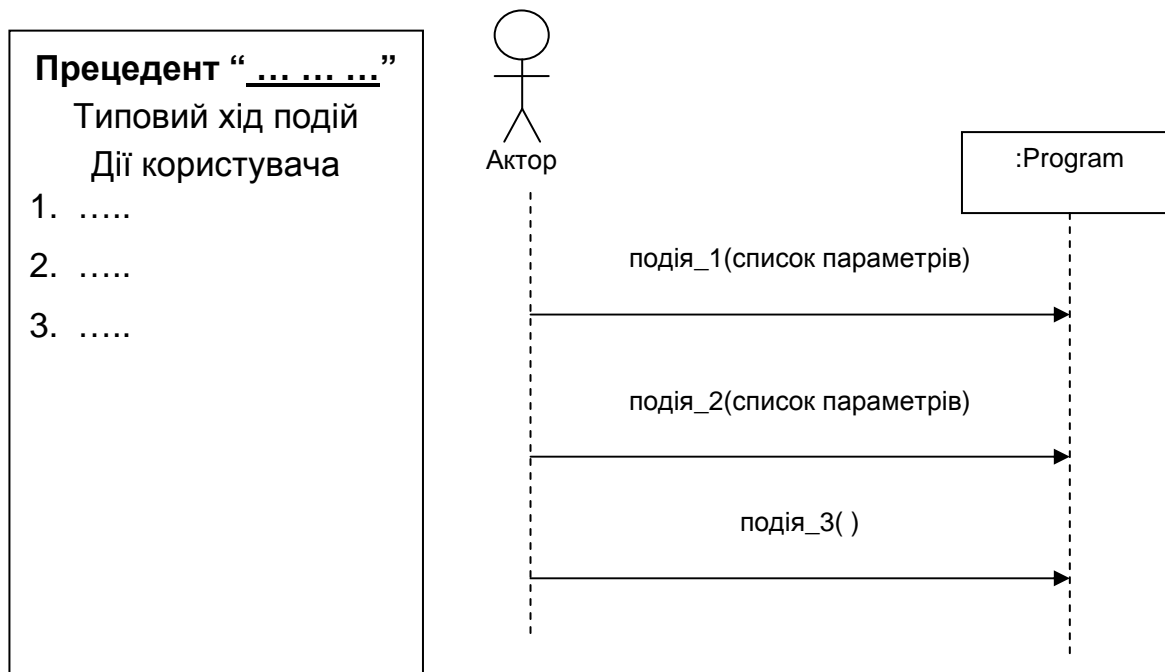 Прецедент “ ... ... ...”
Типовий хід подій
Дії користувача
1. …..
2. …..
3. …..
Актор
:Program
подія_1(список параметрів)
подія_2(список параметрів)
подія_3( )